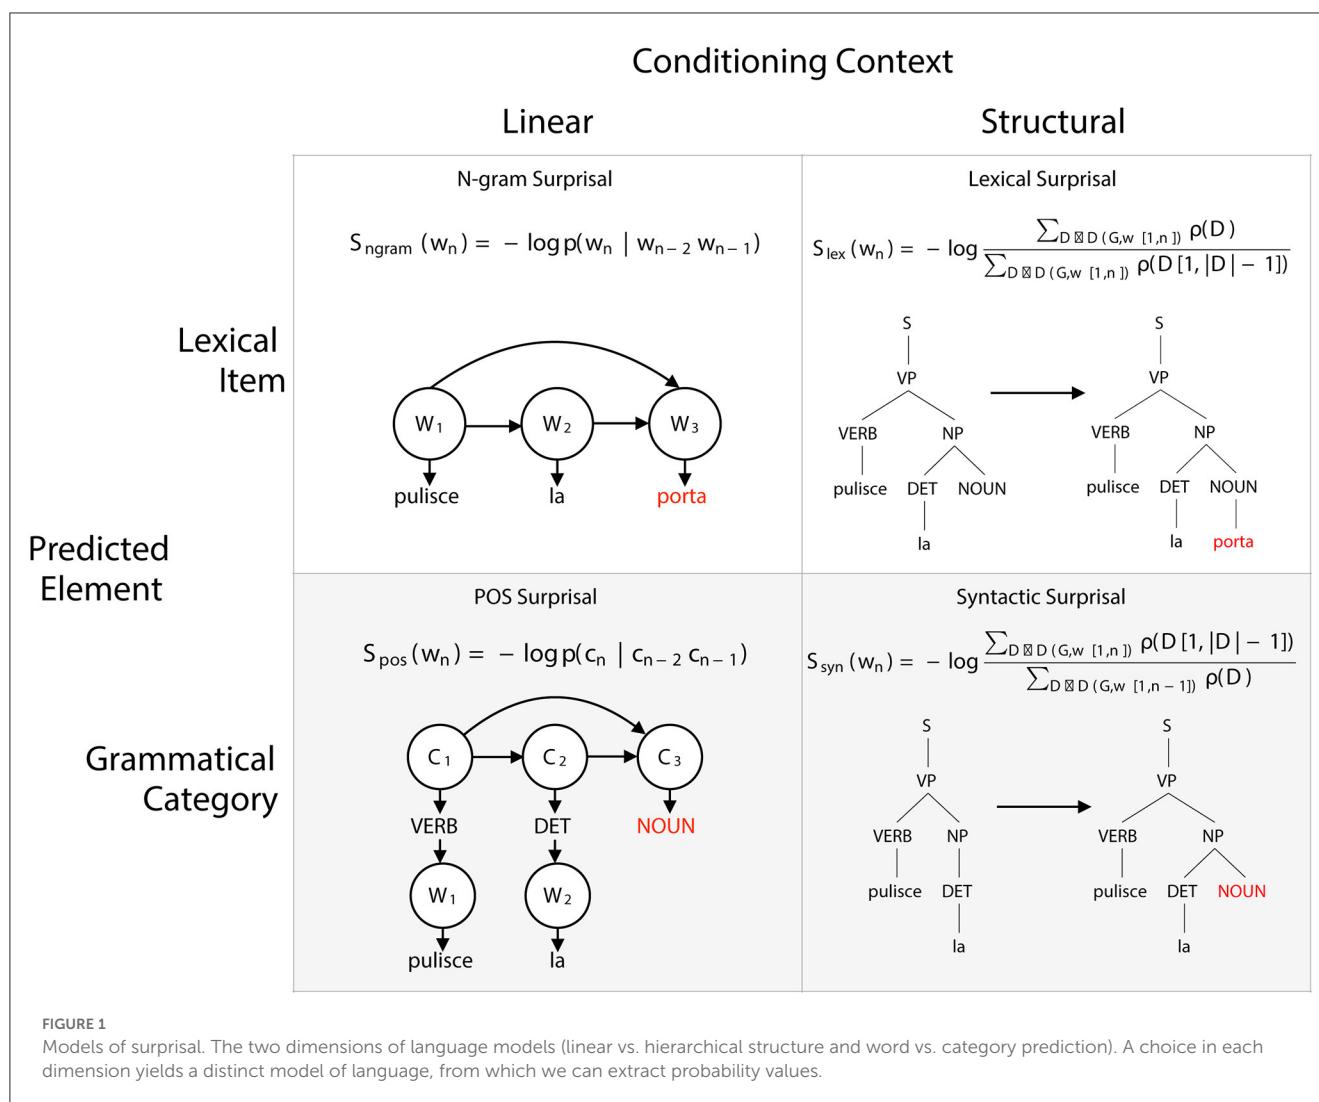 Conditioning Context
Linear
Structural
N-gram Surprisal
S ngram (wn) = − log p(wn | wn−2 wn−1)
W1 W2 W3
pulisce la porta
Lexical Surprisal
S lex (wn) = − log ∑D⊠D (G,w [1,n ]) ρ(D) / ∑D⊠D (G,w [1,n ]) ρ(D [1, |D| − 1])
S S
VP VP
VERB NP VERB NP
pulisce DET NOUN pulisce DET NOUN
la la porta
Lexical
Item
Predicted
Element
Grammatical
Category
POS Surprisal
S pos (wn) = − log p(cn | cn−2 cn−1)
C1 C2 C3
VERB DET NOUN
W1 W2
pulisce la
Syntactic Surprisal
S syn (wn) = − log ∑D⊠D (G,w [1,n ]) ρ(D [1, |D| − 1]) / ∑D⊠D (G,w [1,n − 1]) ρ(D)
S S
VP VP
VERB NP VERB NP
pulisce DET pulisce DET NOUN
la la
FIGURE 1
Models of surprisal. The two dimensions of language models (linear vs. hierarchical structure and word vs. category prediction). A choice in each
dimension yields a distinct model of language, from which we can extract probability values.